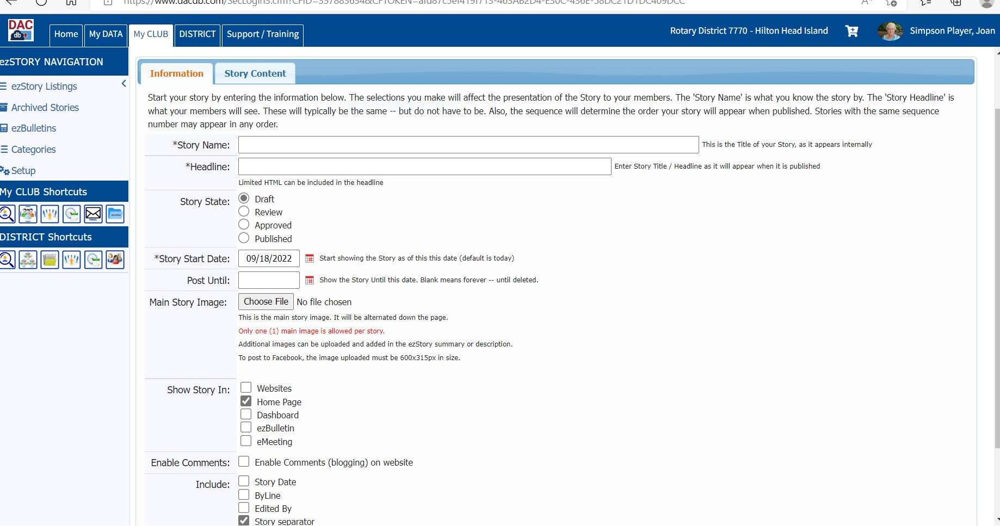 https://www.dacdb.com/SecLogin3.cfm?CFID=337883634&CFTOKEN=
DAC
db
Home
My DATA
My CLUB
DISTRICT
Support / Training
Rotary District 7770 - Hilton Head Island
Simpson Player, Joan
ezSTORY NAVIGATION
ezStory Listings
Archived Stories
ezBulletins
Categories
Setup
My CLUB Shortcuts
DISTRICT Shortcuts
Information
Story Content
Start your story by entering the information below. The selections you make will affect the presentation of the Story to your members. The 'Story Name' is what you know the story by. The 'Story Headline' is
what your members will see. These will typically be the same -- but do not have to be. Also, the sequence will determine the order your story will appear when published. Stories with the same sequence
number may appear in any order.
*Story Name:
This is the Title of your Story, as it appears internally
*Headline:
Enter Story Title / Headline as it will appear when it is published
Limited HTML can be included in the headline
Story State:
Draft
Review
Approved
Published
*Story Start Date: 09/18/2022 Start showing the Story as of this this date (default is today)
Post Until: Show the Story Until this date. Blank means forever -- until deleted.
Main Story Image: Choose File No file chosen
This is the main story image. It will be alternated down the page.
Only one (1) main image is allowed per story.
Additional images can be uploaded and added in the ezStory summary or description.
To post to Facebook, the image uploaded must be 600x315px in size.
Show Story In:
Websites
Home Page
Dashboard
ezBulletin
eMeeting
Enable Comments: Enable Comments (blogging) on website
Include:
Story Date
ByLine
Edited By
Story separator